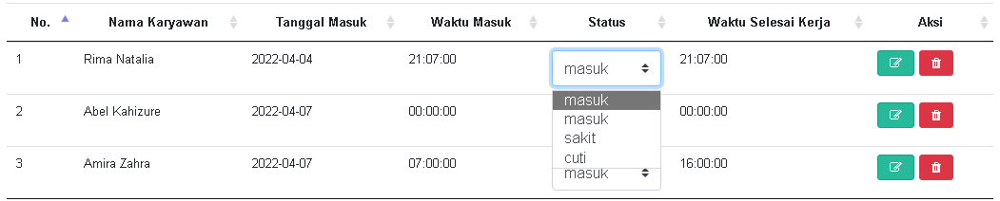 No. Nama Karyawan Tanggal Masuk Waktu Masuk Status Waktu Selesai Kerja Aksi
1 Rima Natalia 2022-04-04 21:07:00 masuk 21:07:00
masuk
2 Abel Kahizure 2022-04-07 00:00:00 masuk 00:00:00
sakit
cuti
3 Amira Zahra 2022-04-07 07:00:00 masuk 16:00:00